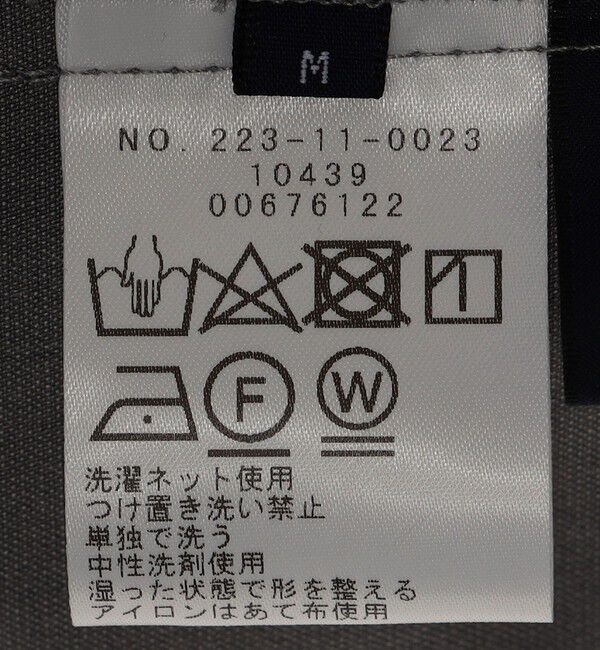 M
NO. 223-11-0023
10439
00676122
F W
洗濯ネット使用
つけ置き洗い禁止
単独で洗う
中性洗剤使用
湿った状態で形を整える
アイロンはあて布使用